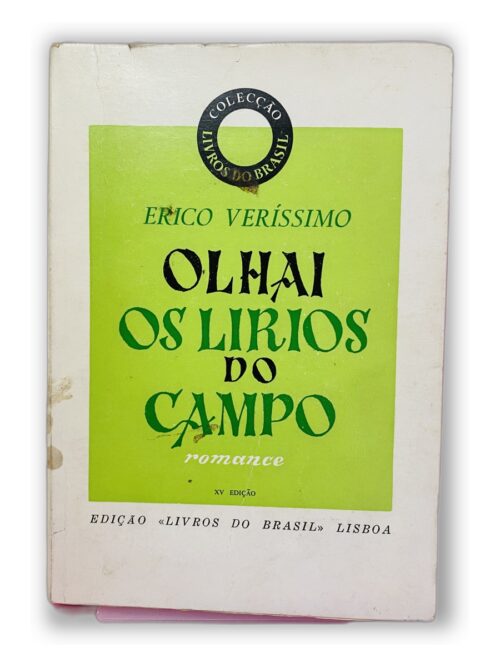 COLECÇÃO
LIVROS DO BRASIL
ERICO VERÍSSIMO
OLHAI
OS LIRIOS
DO
CAMPO
romance
XV EDIÇÃO
EDIÇÃO «LIVROS DO BRASIL» LISBOA